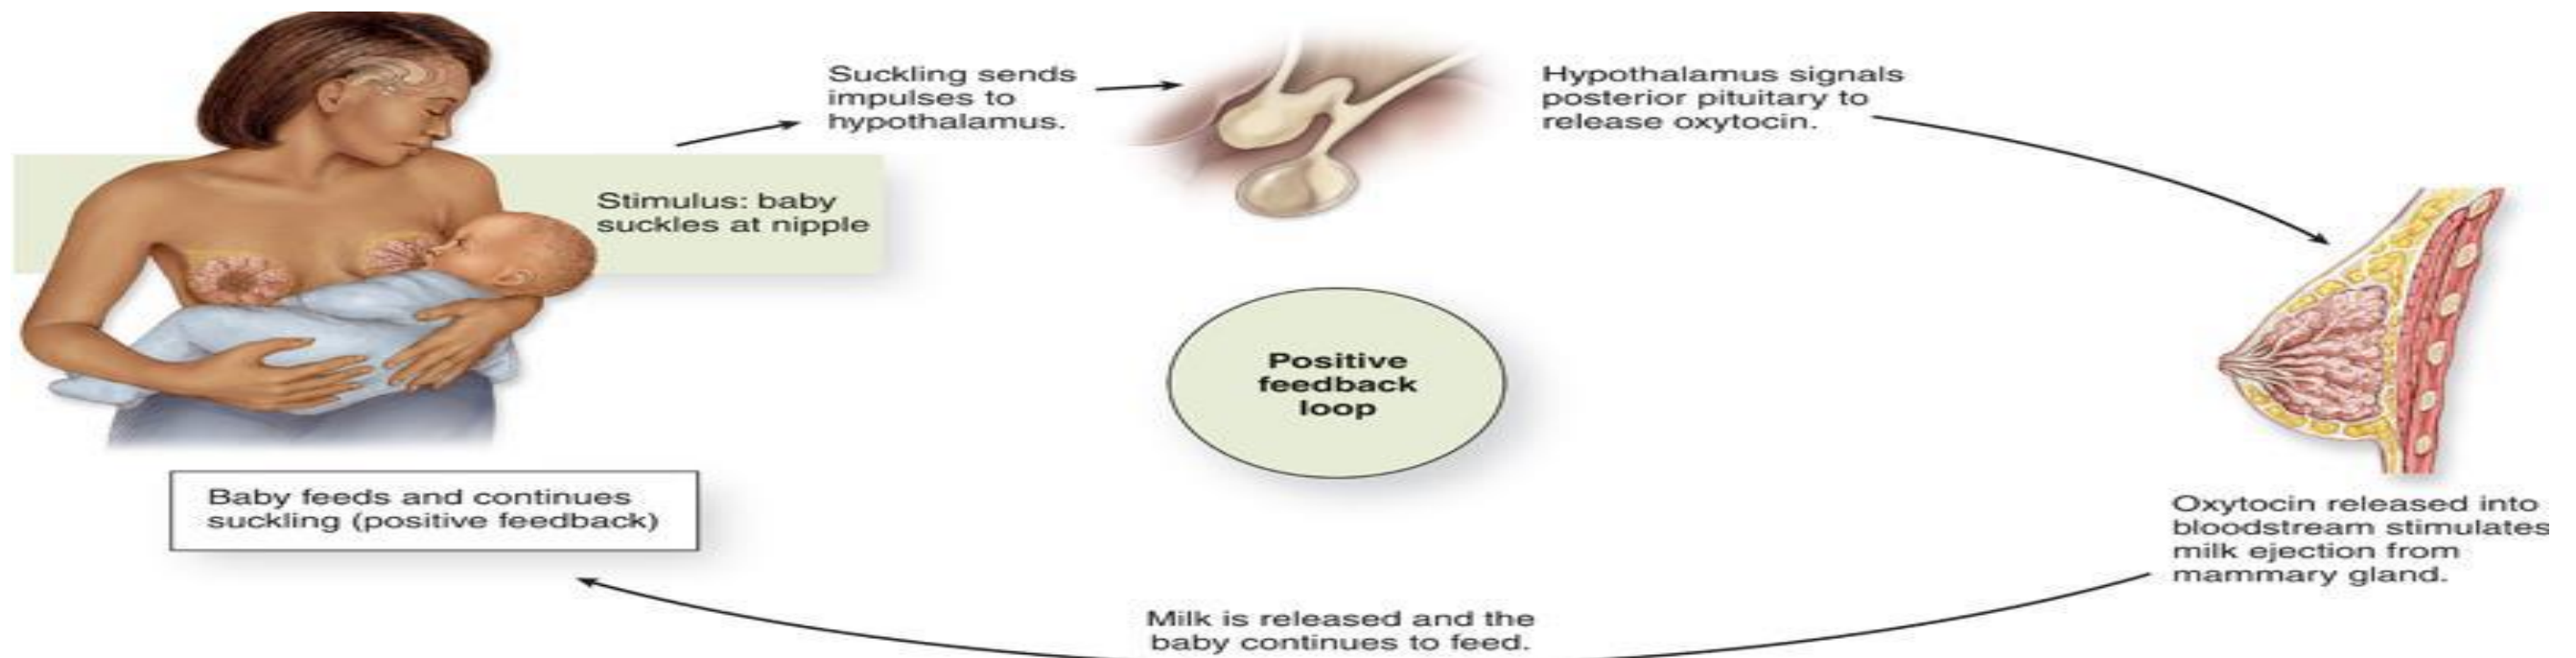 Suckling sends
impulses to
hypothalamus.
Hypothalamus signals
posterior pituitary to
release oxytocin.
Stimulus: baby
suckles at nipple
Positive
feedback
loop
Baby feeds and continues
suckling (positive feedback)
Oxytocin released into
bloodstream stimulates
milk ejection from
mammary gland.
Milk is released and the
baby continues to feed.